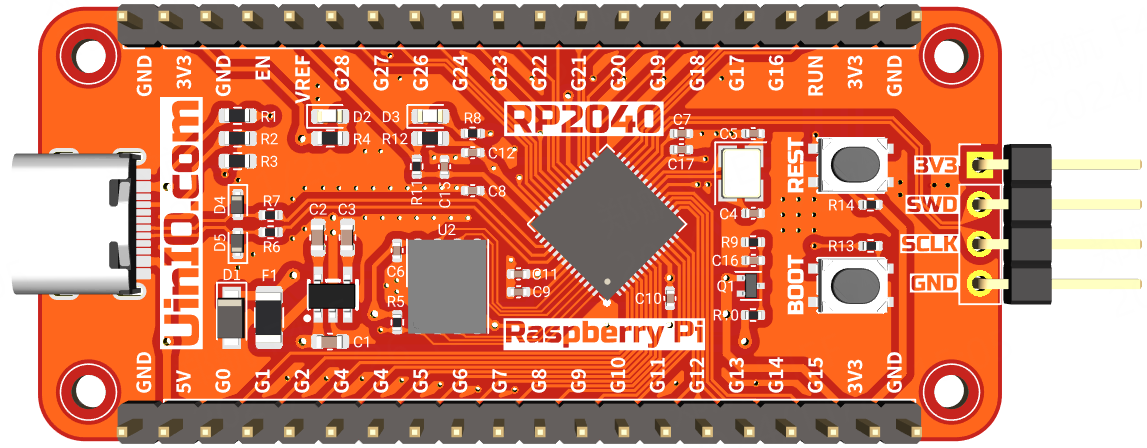 GND
3V3
GND
EN
VREF
G28
G27
G26
G24
G23
G22
G21
G20
G19
G18
G17
G16
RUN
3V3
GND
Uinio.com
R1
R2
R3
D2
R4
D3
R12
R8
C12
R11
C15
C8
RP2040
C7
C17
C5
C4
REST
R14
3V3
SWD
SCLK
GND
D4
D5
R7
R6
C2
C3
D1
F1
C1
U2
C6
R5
C11
C9
C10
R9
C16
Q1
R10
R13
BOOT
Raspberry Pi
GND
5V
G0
G1
G2
G4
G4
G5
G6
G7
G8
G9
G10
G11
G12
G13
G14
G15
3V3
GND